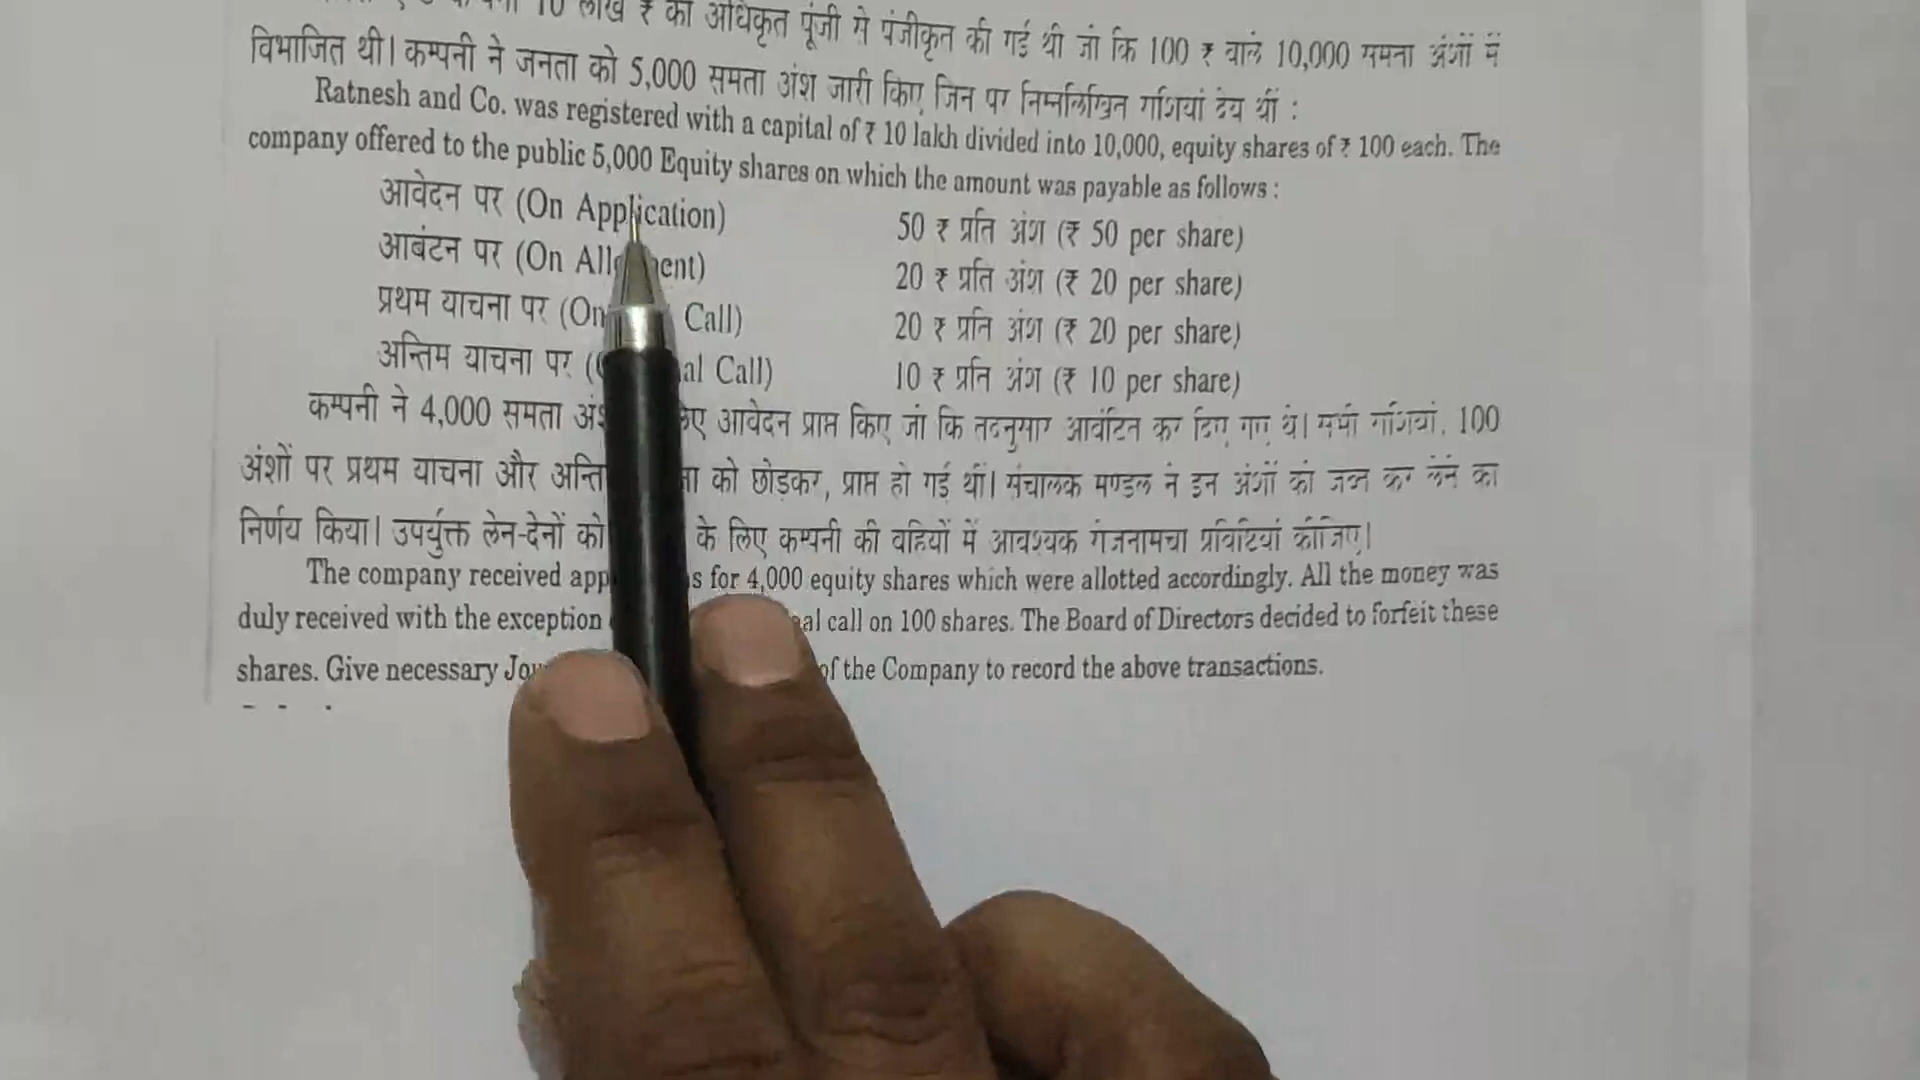 10 लाख ₹ की अधिकृत पूंजी से पंजीकृत की गई थी जो कि 100 ₹ वाले 10,000 समता अंशों में
विभाजित थी। कम्पनी ने जनता को 5,000 समता अंश जारी किए जिन पर निम्नलिखित राशियां देय थीं :
Ratnesh and Co. was registered with a capital of ₹ 10 lakh divided into 10,000, equity shares of ₹ 100 each. The
company offered to the public 5,000 Equity shares on which the amount was payable as follows :
आवेदन पर (On Application) 50 ₹ प्रति अंश (₹ 50 per share)
आबंटन पर (On All ent) 20 ₹ प्रति अंश (₹ 20 per share)
प्रथम याचना पर (On Call) 20 ₹ प्रति अंश (₹ 20 per share)
अन्तिम याचना पर ( al Call) 10 ₹ प्रति अंश (₹ 10 per share)
कम्पनी ने 4,000 समता आवेदन प्राप्त किए जो कि तदनुसार आवंटित कर दिए गए थे। सभी राशियां, 100
अंशों पर प्रथम याचना और को छोड़कर, प्राप्त हो गई थीं। संचालक मण्डल ने इन अंशों को जब्त कर लेने का
निर्णय किया। उपर्युक्त लेन-देनों को के लिए कम्पनी की बहियों में आवश्यक रोजनामचा प्रविष्टियां कीजिए।
The company received app s for 4,000 equity shares which were allotted accordingly. All the money was
duly received with the exception al call on 100 shares. The Board of Directors decided to forfeit these
shares. Give necessary Jou of the Company to record the above transactions.